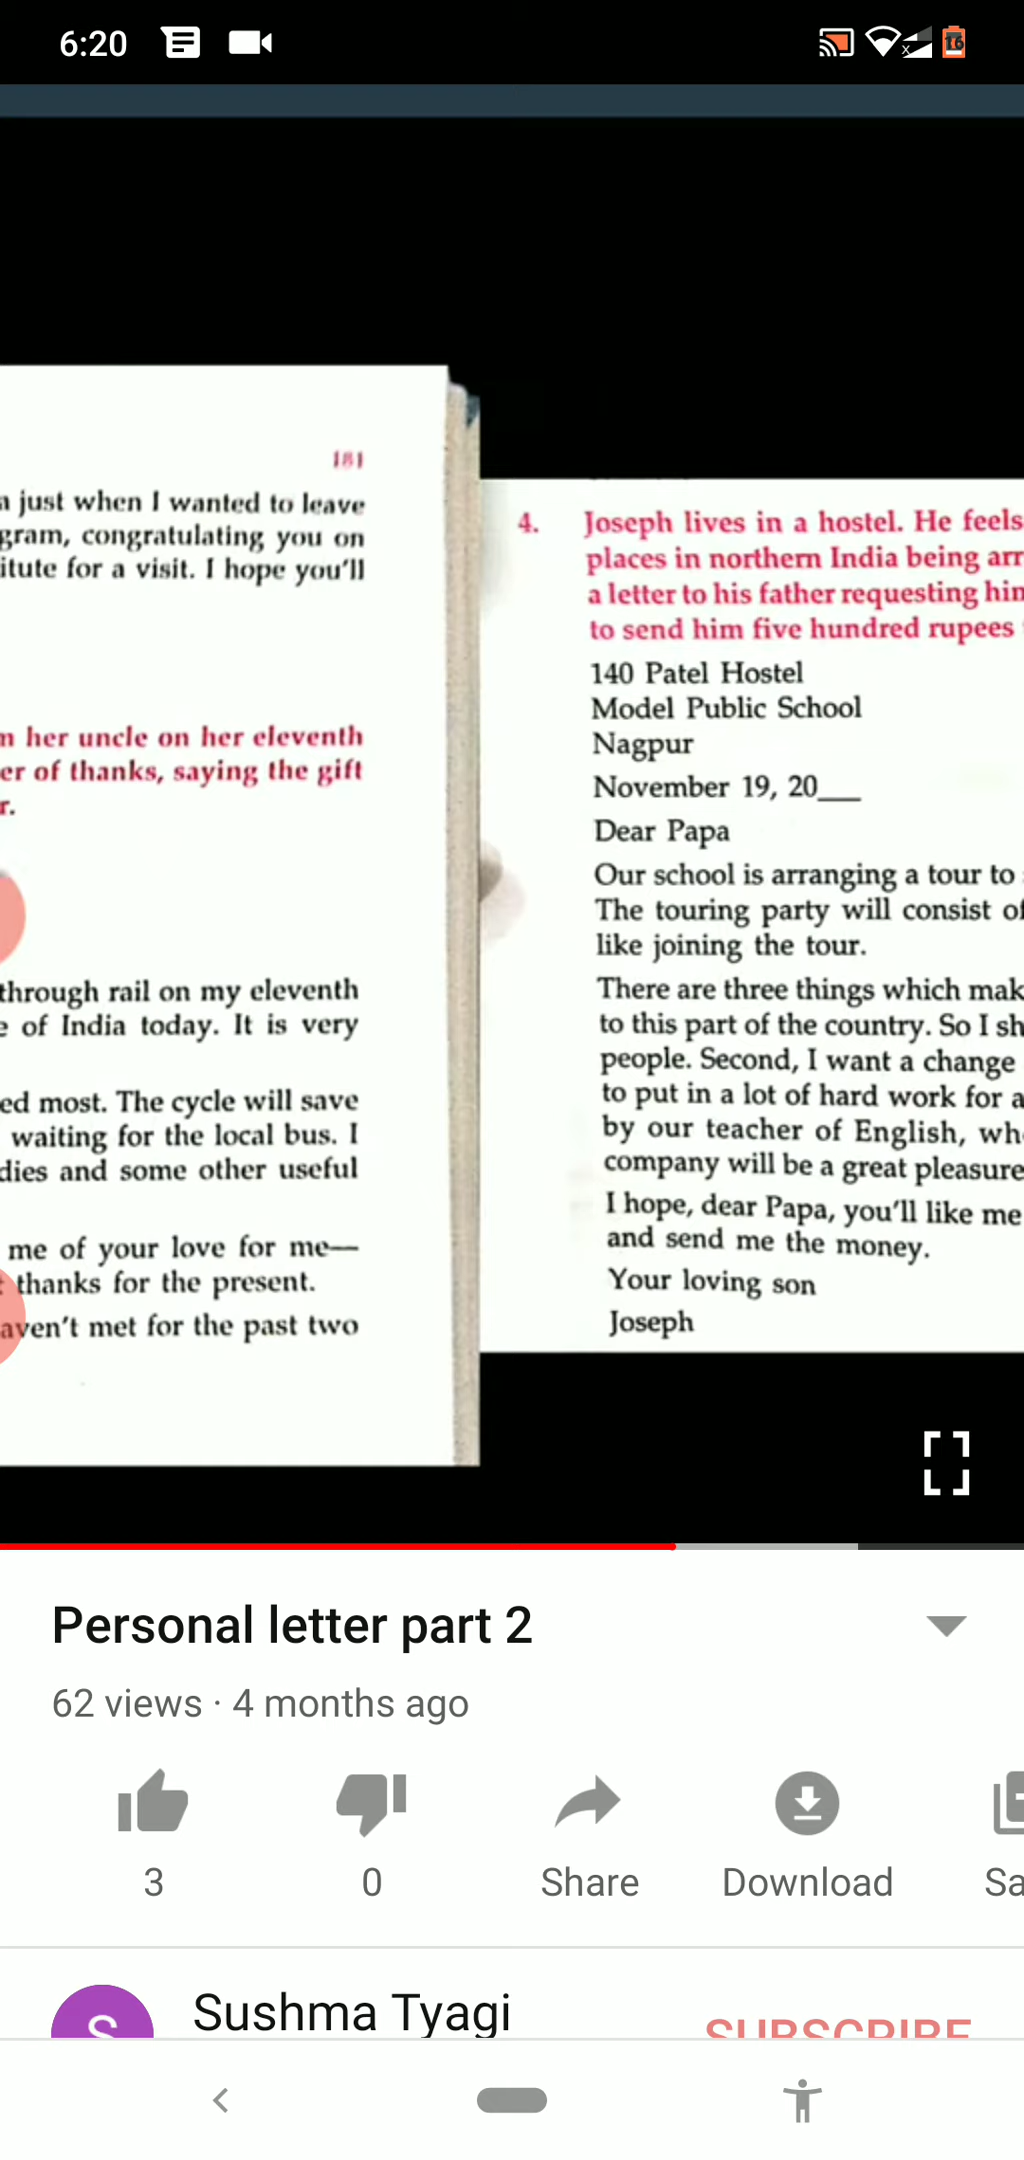 6:20
16
181
just when I wanted to leave
gram, congratulating you on
itute for a visit. I hope you'll
her uncle on her eleventh
er of thanks, saying the gift
r.
through rail on my eleventh
e of India today. It is very
ed most. The cycle will save
waiting for the local bus. I
dies and some other useful
me of your love for me—
thanks for the present.
aven't met for the past two
4. Joseph lives in a hostel. He feels
places in northern India being arr
a letter to his father requesting him
to send him five hundred rupees
140 Patel Hostel
Model Public School
Nagpur
November 19, 20___
Dear Papa
Our school is arranging a tour to
The touring party will consist of
like joining the tour.
There are three things which mak
to this part of the country. So I sh
people. Second, I want a change
to put in a lot of hard work for a
by our teacher of English, wh
company will be a great pleasure
I hope, dear Papa, you'll like me
and send me the money.
Your loving son
Joseph
Personal letter part 2
62 views · 4 months ago
3
0
Share
Download
Sa
S
Sushma Tyagi
SUBSCRIBE